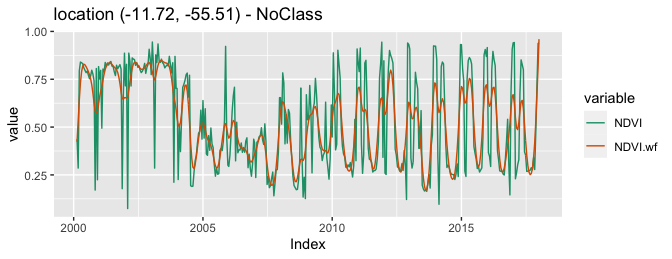 location (-11.72, -55.51) - NoClass
1.00
0.75
0.50
0.25
value
2000
2005
2010
2015
Index
variable
NDVI
NDVI.wf